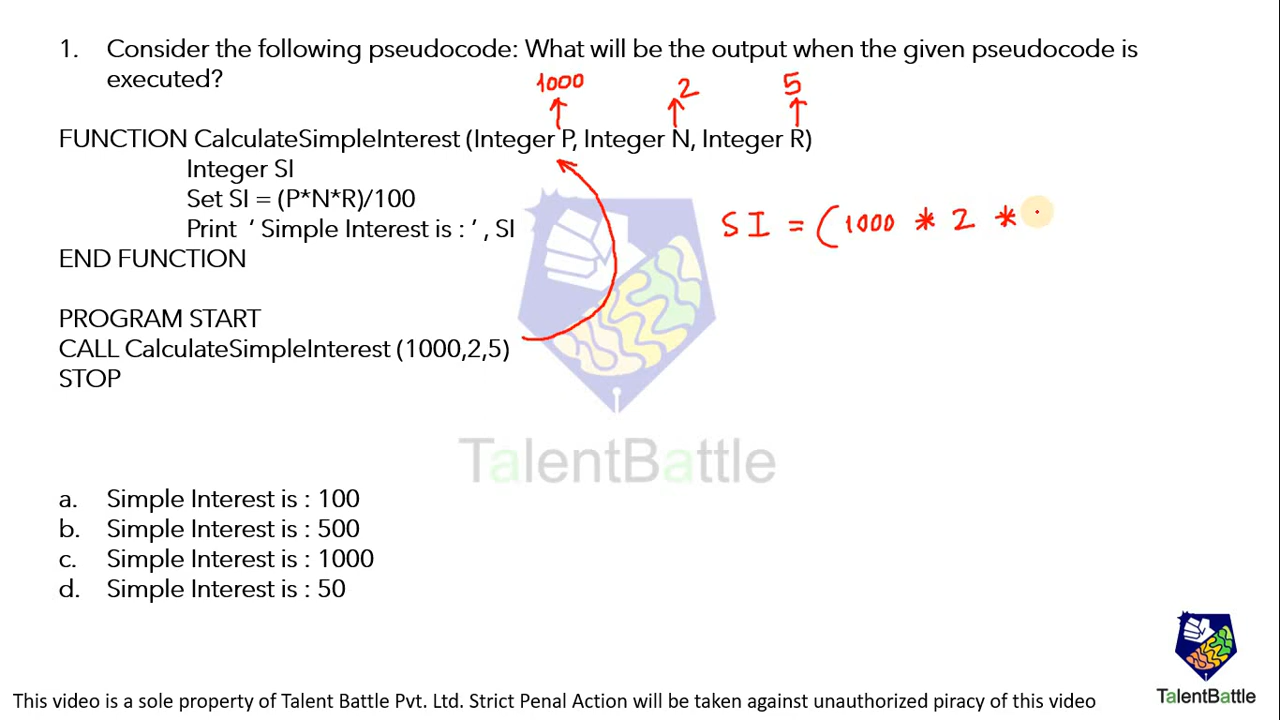 1. Consider the following pseudocode: What will be the output when the given pseudocode is
executed?
1000 2 5
FUNCTION CalculateSimpleInterest (Integer P, Integer N, Integer R)
Integer SI
Set SI = (P*N*R)/100
SI = (1000 * 2 *
Print ‘ Simple Interest is : ’ , SI
END FUNCTION
PROGRAM START
CALL CalculateSimpleInterest (1000,2,5)
STOP
TalentBattle
a. Simple Interest is : 100
b. Simple Interest is : 500
c. Simple Interest is : 1000
d. Simple Interest is : 50
TalentBattle
This video is a sole property of Talent Battle Pvt. Ltd. Strict Penal Action will be taken against unauthorized piracy of this video